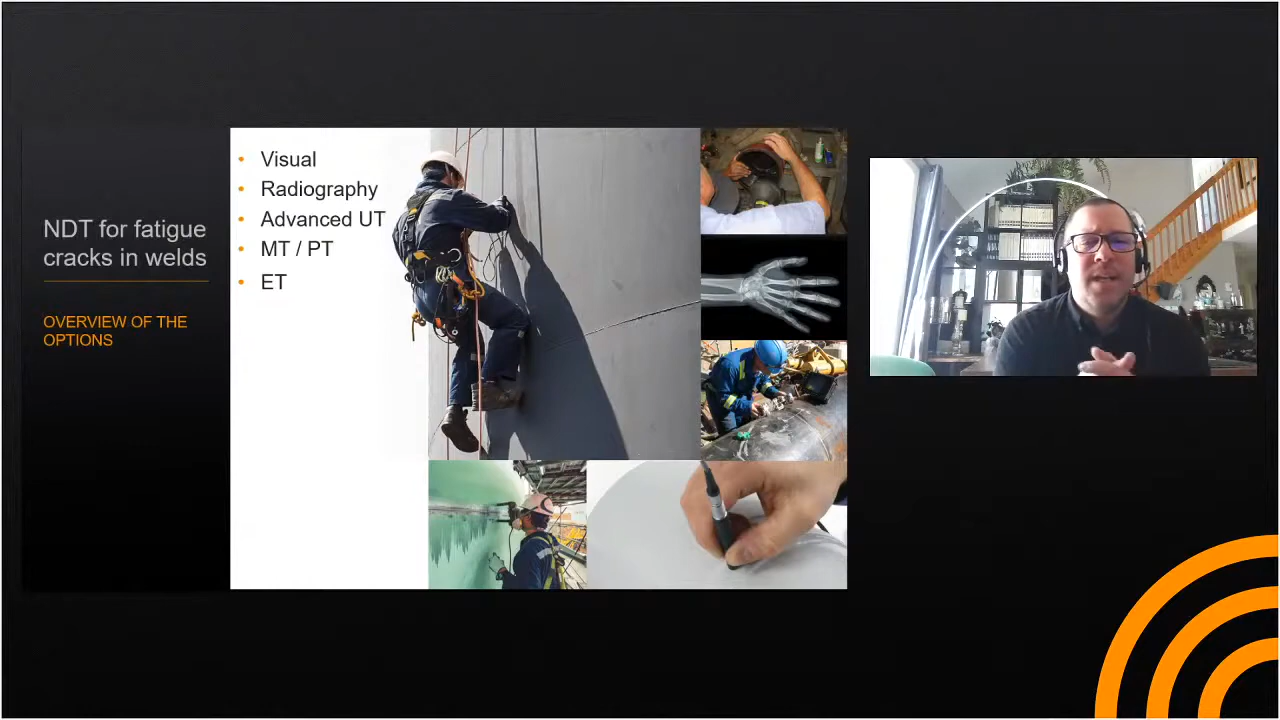 NDT for fatigue
cracks in welds
OVERVIEW OF THE
OPTIONS
• Visual
• Radiography
• Advanced UT
• MT / PT
• ET